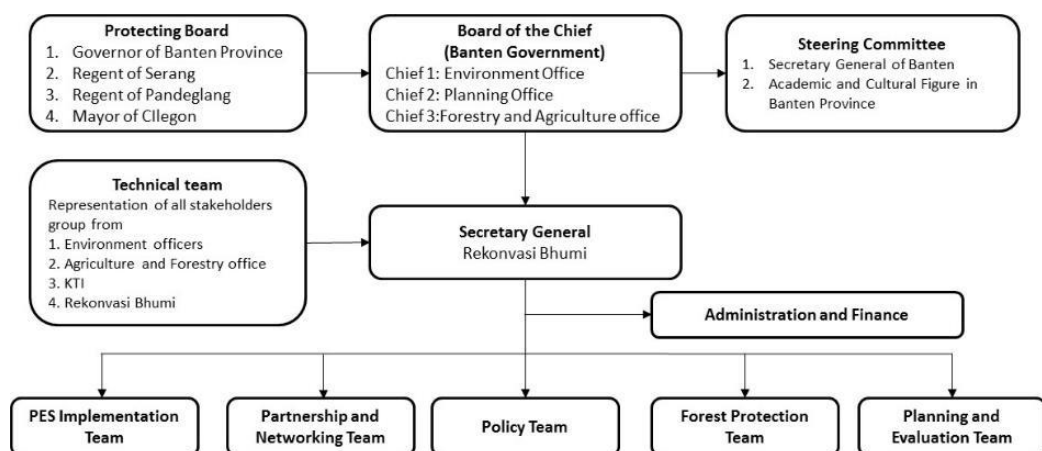 Protecting Board
1. Governor of Banten Province
2. Regent of Serang
3. Regent of Pandeglang
4. Mayor of CIlegon
Board of the Chief
(Banten Government)
Chief 1: Environment Office
Chief 2: Planning Office
Chief 3:Forestry and Agriculture office
Steering Committee
1. Secretary General of Banten
2. Academic and Cultural Figure in
Banten Province
Technical team
Representation of all stakeholders
group from
1. Environment officers
2. Agriculture and Forestry office
3. KTI
4. Rekonvasi Bhumi
Secretary General
Rekonvasi Bhumi
Administration and Finance
PES Implementation
Team
Partnership and
Networking Team
Policy Team
Forest Protection
Team
Planning and
Evaluation Team